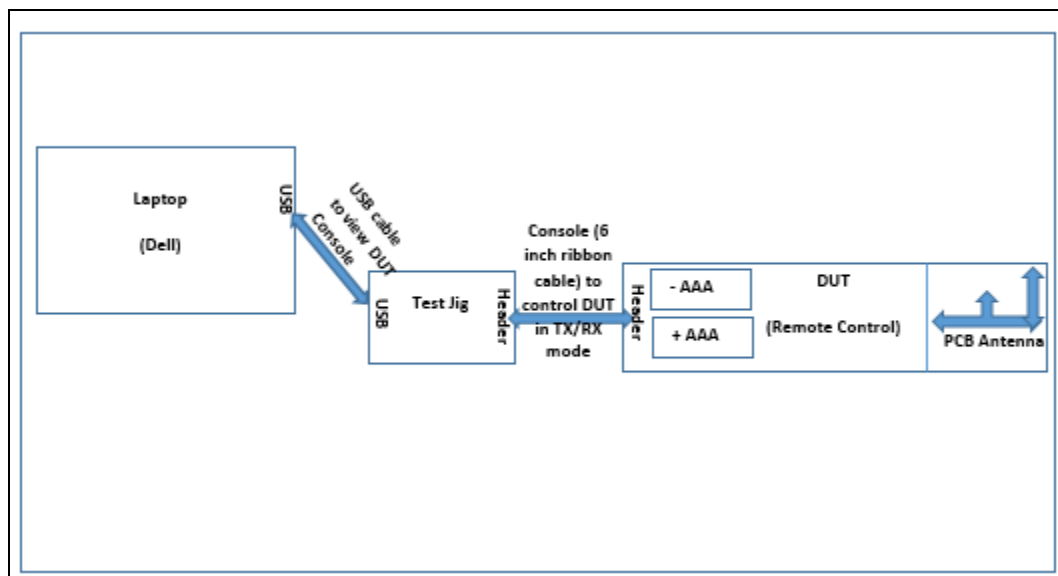 Laptop
(Dell)
USB
USB cable
to view DUT
Console
USB
Test Jig
Header
Console (6
inch ribbon
cable) to
control DUT
in TX/RX
mode
Header
- AAA
+ AAA
DUT
(Remote Control)
PCB Antenna